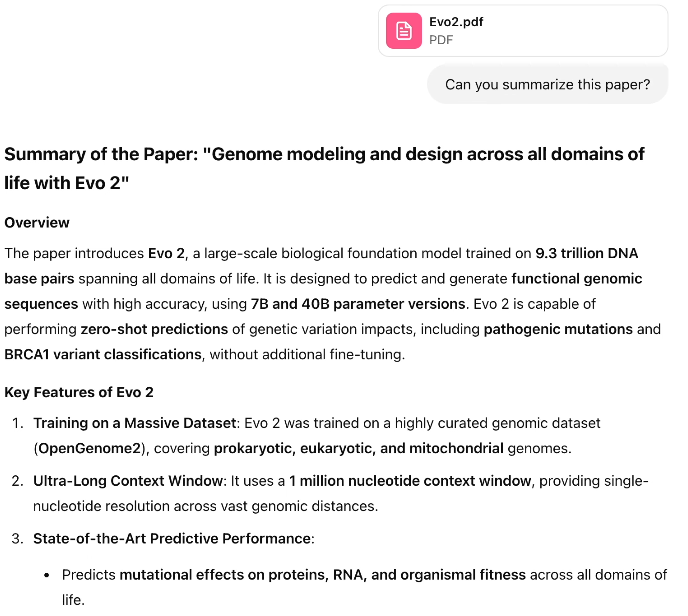 Evo2.pdf
PDF
Can you summarize this paper?
Summary of the Paper: "Genome modeling and design across all domains of
life with Evo 2"
Overview
The paper introduces Evo 2, a large-scale biological foundation model trained on 9.3 trillion DNA
base pairs spanning all domains of life. It is designed to predict and generate functional genomic
sequences with high accuracy, using 7B and 40B parameter versions. Evo 2 is capable of
performing zero-shot predictions of genetic variation impacts, including pathogenic mutations and
BRCA1 variant classifications, without additional fine-tuning.
Key Features of Evo 2
1. Training on a Massive Dataset: Evo 2 was trained on a highly curated genomic dataset
(OpenGenome2), covering prokaryotic, eukaryotic, and mitochondrial genomes.
2. Ultra-Long Context Window: It uses a 1 million nucleotide context window, providing single-
nucleotide resolution across vast genomic distances.
3. State-of-the-Art Predictive Performance:
• Predicts mutational effects on proteins, RNA, and organismal fitness across all domains of
life.